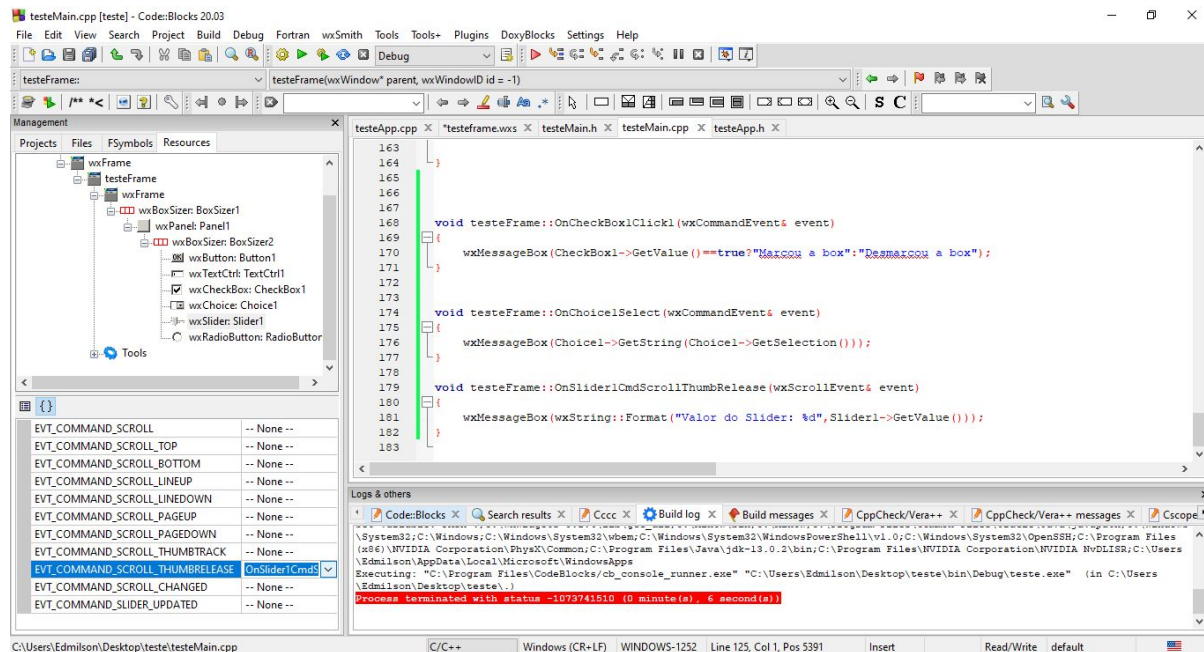 testeMain.cpp [teste] - Code::Blocks 20.03
File Edit View Search Project Build Debug Fortran wxSmith Tools Tools+ Plugins DoxyBlocks Settings Help
Debug
testeFrame::
testeFrame(wxWindow* parent, wxWindowID id = -1)
/** *<
S C
Management
Projects Files FSymbols Resources
wxFrame
testeFrame
wxFrame
wxBoxSizer: BoxSizer1
wxPanel: Panel1
wxBoxSizer: BoxSizer2
wxButton: Button1
wxTextCtrl: TextCtrl1
wxCheckBox: CheckBox1
wxChoice: Choice1
wxSlider: Slider1
wxRadioButton: RadioButton
Tools
{}
EVT_COMMAND_SCROLL -- None --
EVT_COMMAND_SCROLL_TOP -- None --
EVT_COMMAND_SCROLL_BOTTOM -- None --
EVT_COMMAND_SCROLL_LINEUP -- None --
EVT_COMMAND_SCROLL_LINEDOWN -- None --
EVT_COMMAND_SCROLL_PAGEUP -- None --
EVT_COMMAND_SCROLL_PAGEDOWN -- None --
EVT_COMMAND_SCROLL_THUMBTRACK -- None --
EVT_COMMAND_SCROLL_THUMBRELEASE OnSlider1CmdS
EVT_COMMAND_SCROLL_CHANGED -- None --
EVT_COMMAND_SLIDER_UPDATED -- None --
testeApp.cpp *testeframe.wxs testeMain.h testeMain.cpp testeApp.h
163
164 }
165
166
167
168 void testeFrame::OnCheckBox1Click1(wxCommandEvent& event)
169 {
170 wxMessageBox(CheckBox1->GetValue()==true?"Marcou a box":"Desmarcou a box");
171 }
172
173
174 void testeFrame::OnChoice1Select(wxCommandEvent& event)
175 {
176 wxMessageBox(Choice1->GetString(Choice1->GetSelection()));
177 }
178
179 void testeFrame::OnSlider1CmdScrollThumbRelease(wxScrollEvent& event)
180 {
181 wxMessageBox(wxString::Format("Valor do Slider: %d",Slider1->GetValue()));
182 }
183
Logs & others
Code::Blocks Search results Cccc Build log Build messages CppCheck/Vera++ CppCheck/Vera++ messages Cscope
\System32;C:\Windows;C:\Windows\System32\wbem;C:\Windows\System32\WindowsPowerShell\v1.0;C:\Windows\System32\OpenSSH;C:\Program Files
(x86)\NVIDIA Corporation\PhysX\Common;C:\Program Files\Java\jdk-13.0.2\bin;C:\Program Files\NVIDIA Corporation\NVIDIA NvDLISR;C:\Users
\Edmilson\AppData\Local\Microsoft\WindowsApps
Executing: "C:\Program Files\CodeBlocks/cb_console_runner.exe" "C:\Users\Edmilson\Desktop\teste\bin\Debug\teste.exe" (in C:\Users
\Edmilson\Desktop\teste\.)
Process terminated with status -1073741510 (0 minute(s), 6 second(s))
C:\Users\Edmilson\Desktop\teste\testeMain.cpp C/C++ Windows (CR+LF) WINDOWS-1252 Line 125, Col 1, Pos 5391 Insert Read/Write default